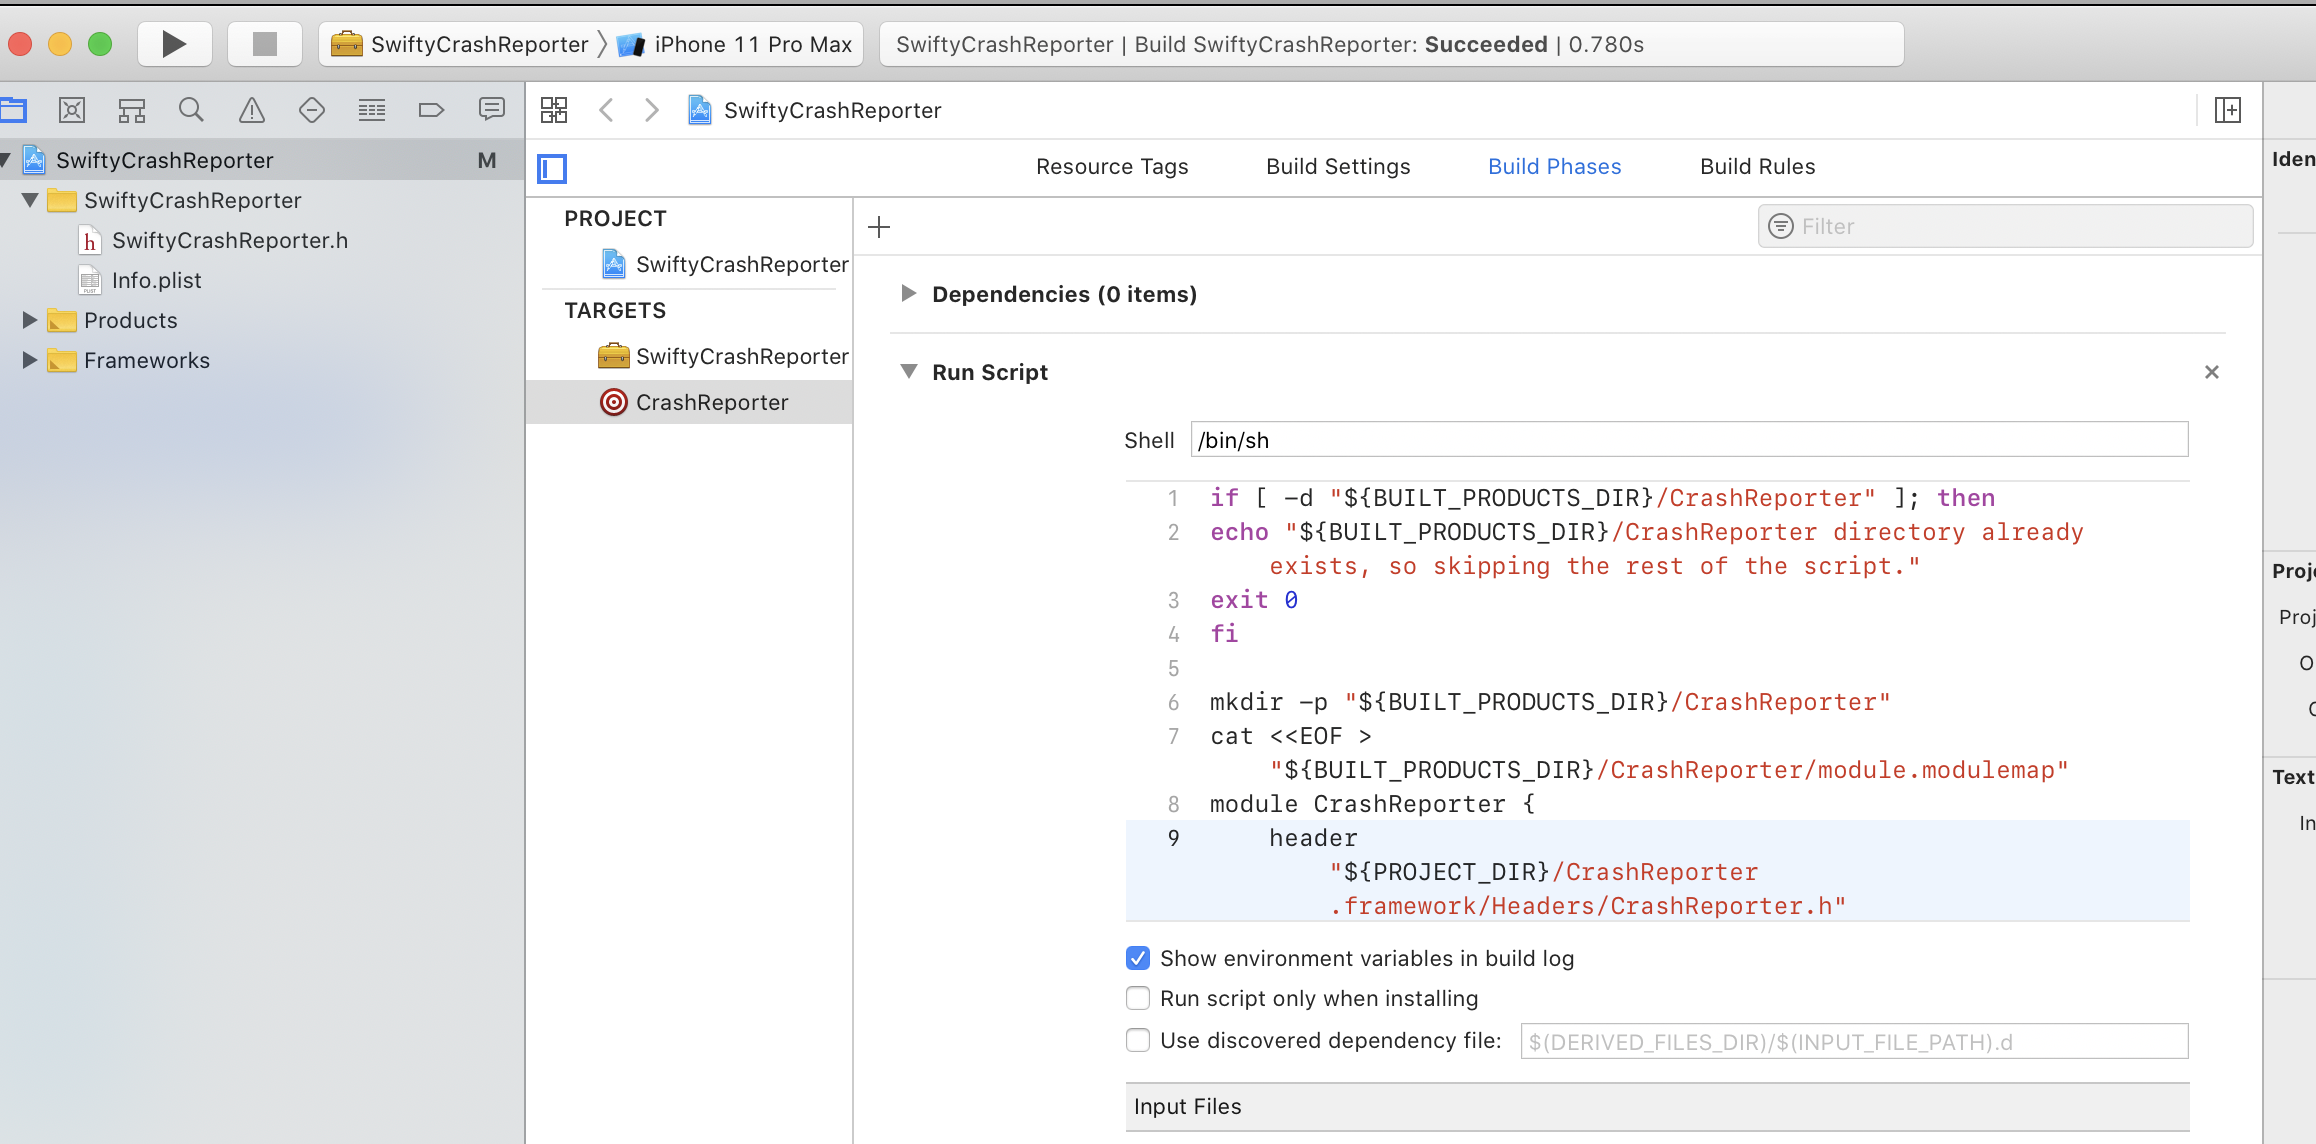 SwiftyCrashReporter iPhone 11 Pro Max
SwiftyCrashReporter | Build SwiftyCrashReporter: Succeeded | 0.780s
SwiftyCrashReporter M
SwiftyCrashReporter
SwiftyCrashReporter.h
Info.plist
Products
Frameworks
SwiftyCrashReporter
Resource Tags Build Settings Build Phases Build Rules
PROJECT
SwiftyCrashReporter
TARGETS
SwiftyCrashReporter
CrashReporter
Filter
Dependencies (0 items)
Run Script
Shell /bin/sh
1 if [ -d "${BUILT_PRODUCTS_DIR}/CrashReporter" ]; then
2 echo "${BUILT_PRODUCTS_DIR}/CrashReporter directory already
exists, so skipping the rest of the script."
3 exit 0
4 fi
5
6 mkdir -p "${BUILT_PRODUCTS_DIR}/CrashReporter"
7 cat <<EOF >
"${BUILT_PRODUCTS_DIR}/CrashReporter/module.modulemap"
8 module CrashReporter {
9 header
"${PROJECT_DIR}/CrashReporter
.framework/Headers/CrashReporter.h"
Show environment variables in build log
Run script only when installing
Use discovered dependency file: $(DERIVED_FILES_DIR)/$(INPUT_FILE_PATH).d
Input Files
Iden
Proj
Text
In